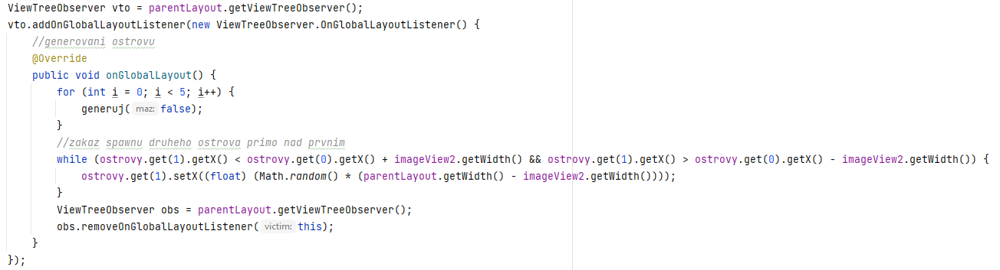 ViewTreeObserver vto = parentLayout.getViewTreeObserver();
vto.addOnGlobalLayoutListener(new ViewTreeObserver.OnGlobalLayoutListener() {
//generovani ostrovu
@Override
public void onGlobalLayout() {
for (int i = 0; i < 5; i++) {
generuj( maz: false);
}
//zakaz spawnu druheho ostrova primo nad prvnim
while (ostrovy.get(1).getX() < ostrovy.get(0).getX() + imageView2.getWidth() && ostrovy.get(1).getX() > ostrovy.get(0).getX() - imageView2.getWidth()) {
ostrovy.get(1).setX((float) (Math.random() * (parentLayout.getWidth() - imageView2.getWidth())));
}
ViewTreeObserver obs = parentLayout.getViewTreeObserver();
obs.removeOnGlobalLayoutListener( victim: this);
}
});